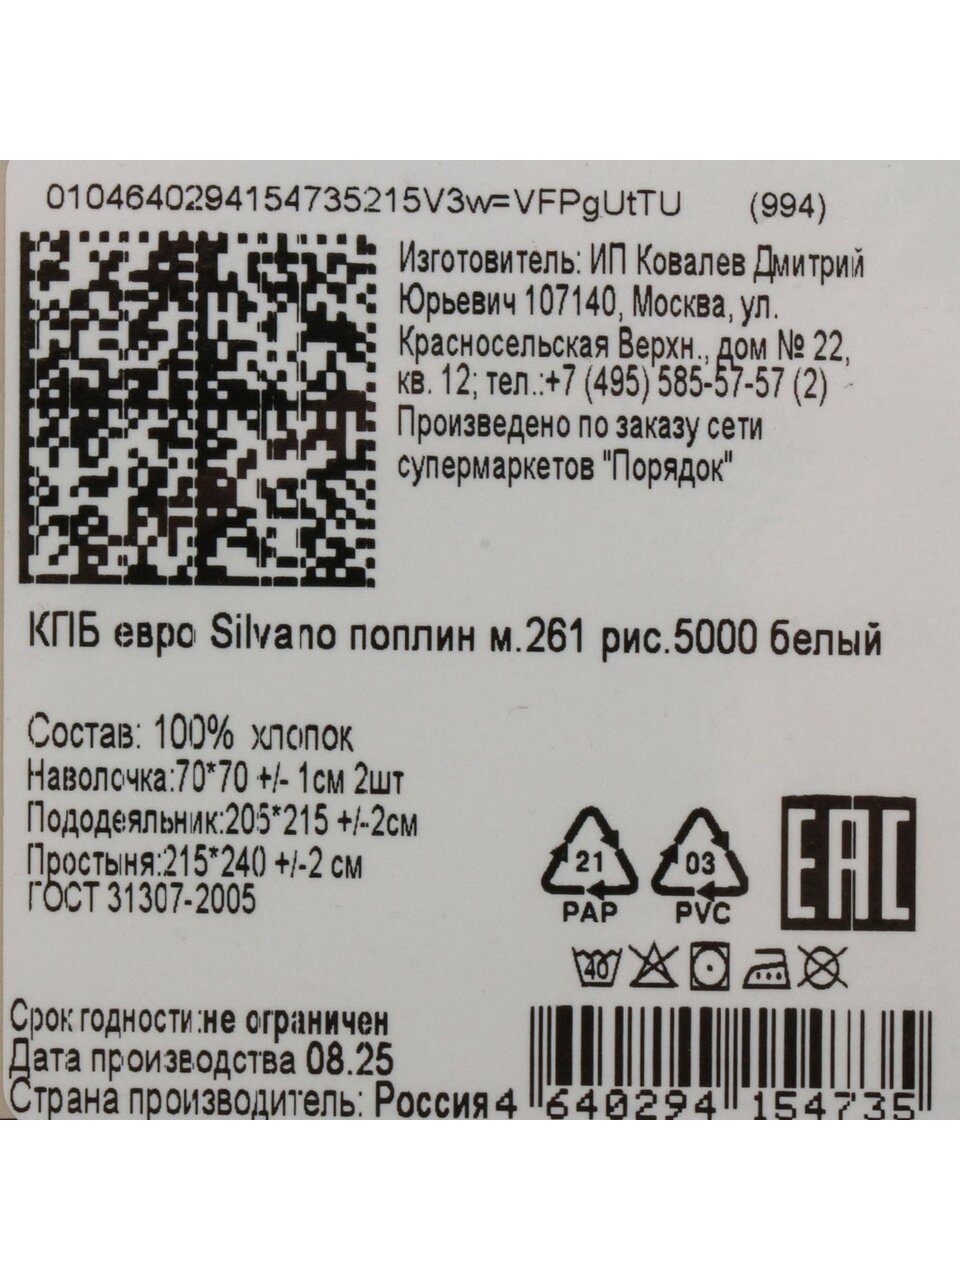 0104640294154735215V3w=VFPgUtTU (994)
Изготовитель: ИП Ковалев Дмитрий
Юрьевич 107140, Москва, ул.
Красносельская Верхн., дом № 22,
кв. 12; тел.:+7 (495) 585-57-57 (2)
Произведено по заказу сети
супермаркетов "Порядок"
КПБ евро Silvano поплин м.261 рис.5000 белый
Состав: 100% хлопок
Наволочка:70*70 +/- 1см 2шт
Пододеяльник:205*215 +/-2см
Простыня:215*240 +/-2 см
ГОСТ 31307-2005
21
PAP
03
PVC
EAC
40
Срок годности:не ограничен
Дата производства 08.25
Страна производитель: Россия
4 640294 154735